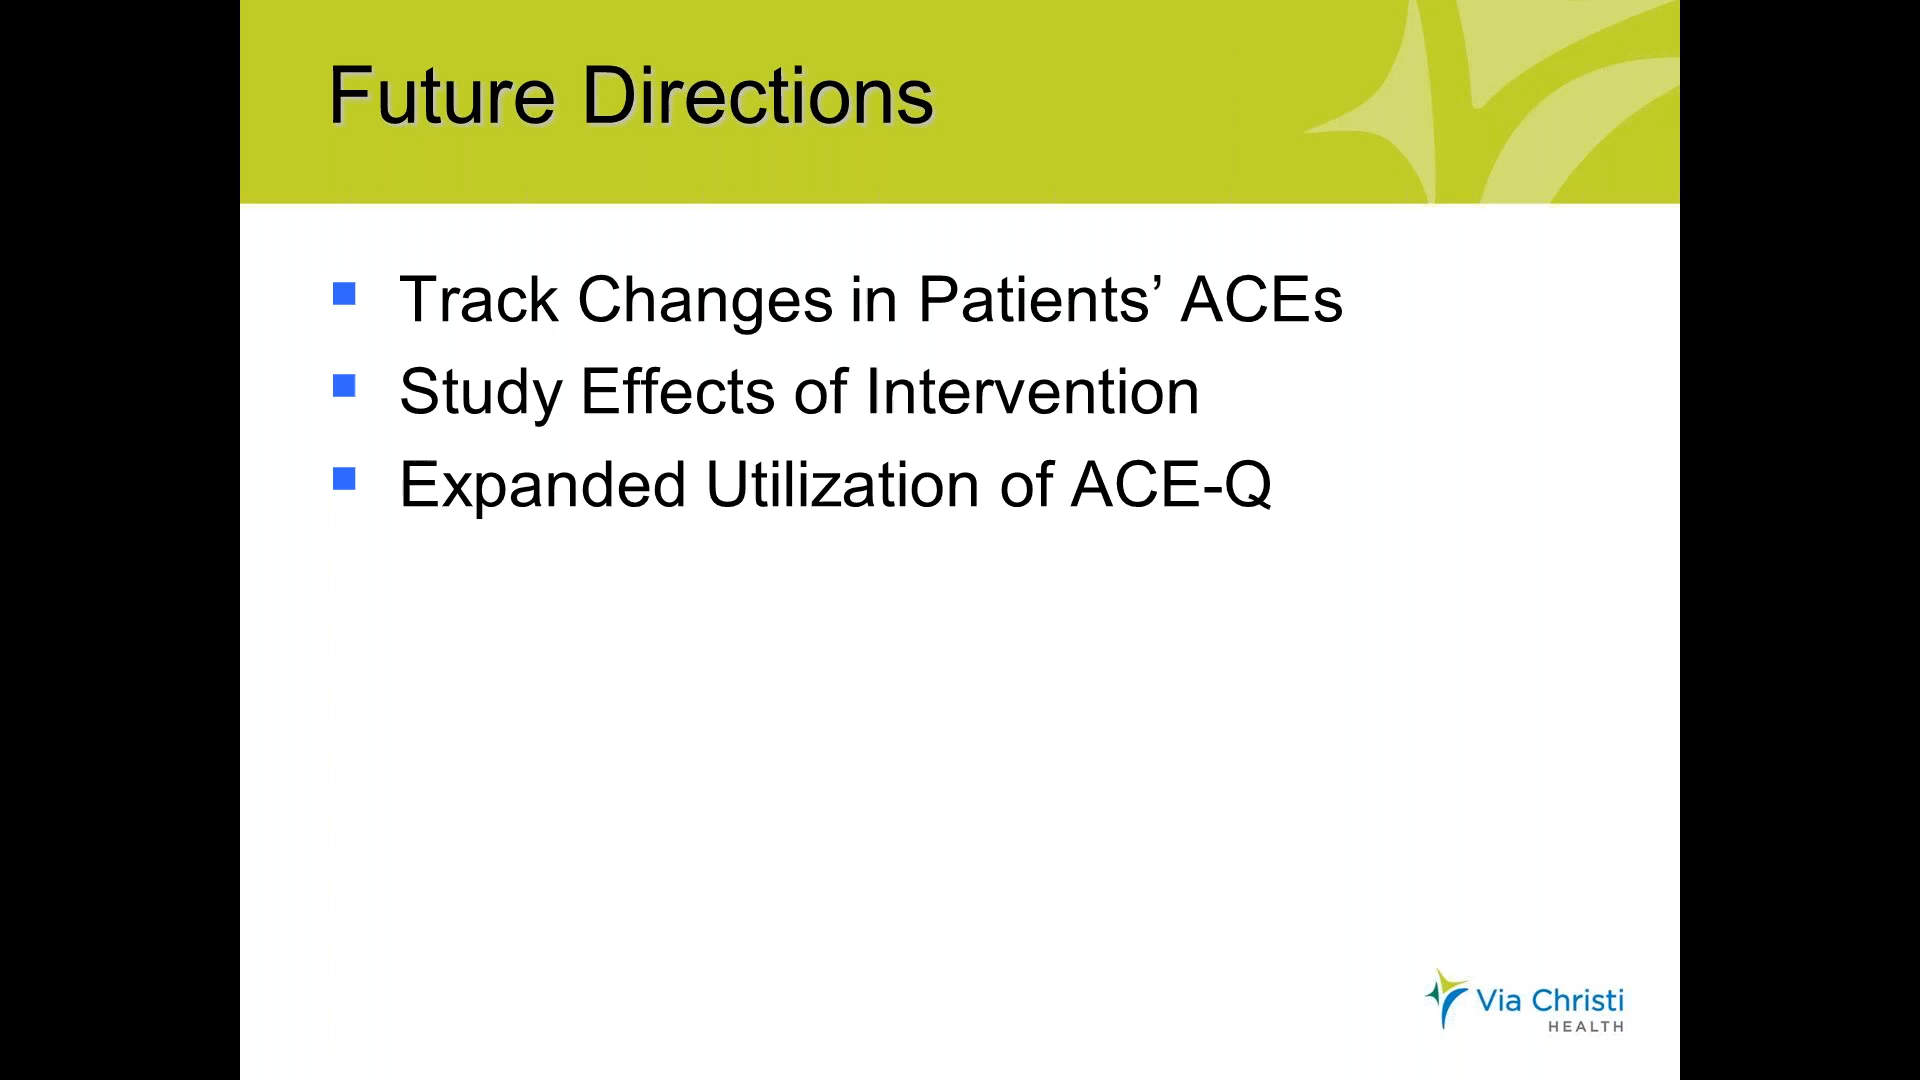 Future Directions
Track Changes in Patients’ ACEs
Study Effects of Intervention
Expanded Utilization of ACE-Q
Via Christi
HEALTH